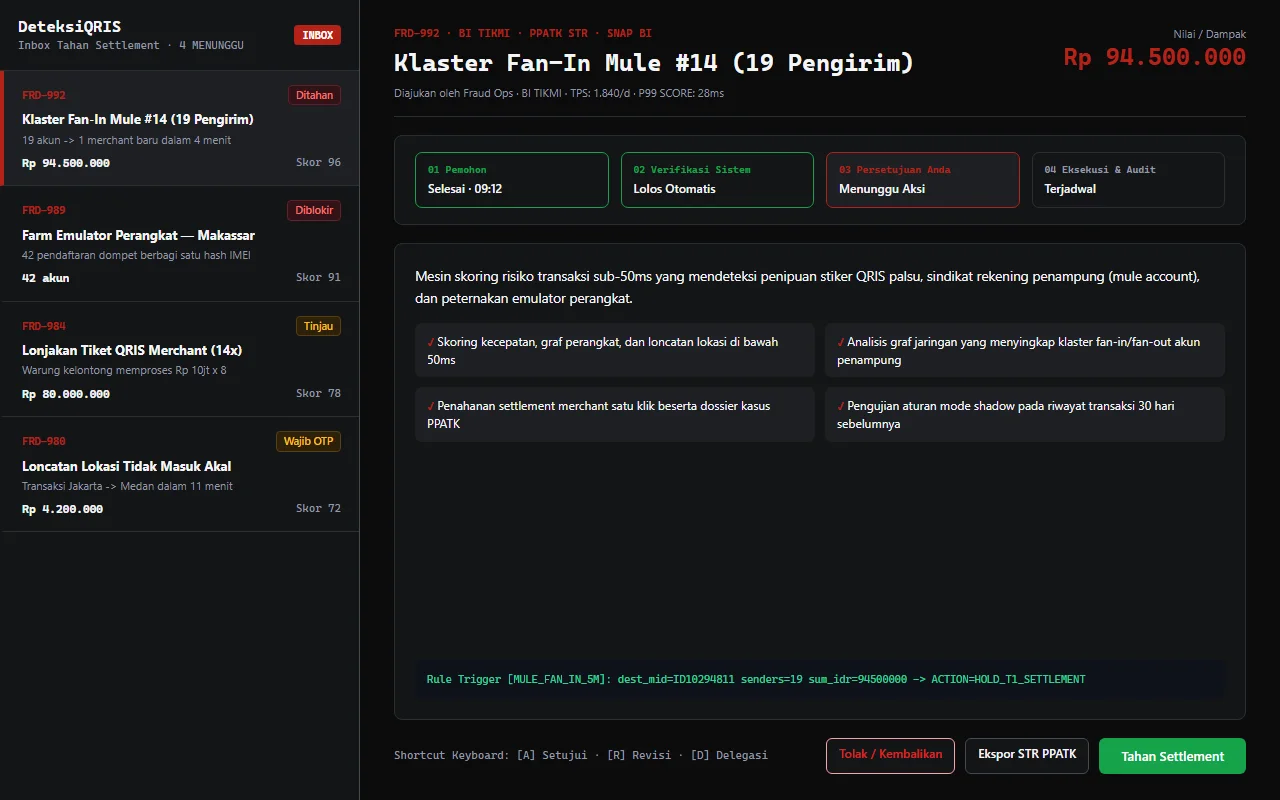 DeteksiQRIS
Inbox Tahan Settlement · 4 MENUNGGU
INBOX
FRD-992
Ditahan
Klaster Fan-In Mule #14 (19 Pengirim)
19 akun -> 1 merchant baru dalam 4 menit
Rp 94.500.000
Skor 96
FRD-989
Diblokir
Farm Emulator Perangkat — Makassar
42 pendaftaran dompet berbagi satu hash IMEI
42 akun
Skor 91
FRD-984
Tinjau
Lonjakan Tiket QRIS Merchant (14x)
Warung kelontong memproses Rp 10jt x 8
Rp 80.000.000
Skor 78
FRD-980
Wajib OTP
Loncatan Lokasi Tidak Masuk Akal
Transaksi Jakarta -> Medan dalam 11 menit
Rp 4.200.000
Skor 72
FRD-992 · BI TIKMI · PPATK STR · SNAP BI
Klaster Fan-In Mule #14 (19 Pengirim)
Diajukan oleh Fraud Ops · BI TIKMI · TPS: 1.840/d · P99 SCORE: 28ms
Nilai / Dampak
Rp 94.500.000
01 Pemohon
Selesai · 09:12
02 Verifikasi Sistem
Lolos Otomatis
03 Persetujuan Anda
Menunggu Aksi
04 Eksekusi & Audit
Terjadwal
Mesin skoring risiko transaksi sub-50ms yang mendeteksi penipuan stiker QRIS palsu, sindikat rekening penampung (mule account),
dan peternakan emulator perangkat.
✓ Skoring kecepatan, graf perangkat, dan loncatan lokasi di bawah
50ms
✓ Analisis graf jaringan yang menyingkap klaster fan-in/fan-out akun
penampung
✓ Penahanan settlement merchant satu klik beserta dossier kasus
PPATK
✓ Pengujian aturan mode shadow pada riwayat transaksi 30 hari
sebelumnya
Rule Trigger [MULE_FAN_IN_5M]: dest_mid=ID10294811 senders=19 sum_idr=94500000 -> ACTION=HOLD_T1_SETTLEMENT
Shortcut Keyboard: [A] Setujui · [R] Revisi · [D] Delegasi
Tolak / Kembalikan
Ekspor STR PPATK
Tahan Settlement